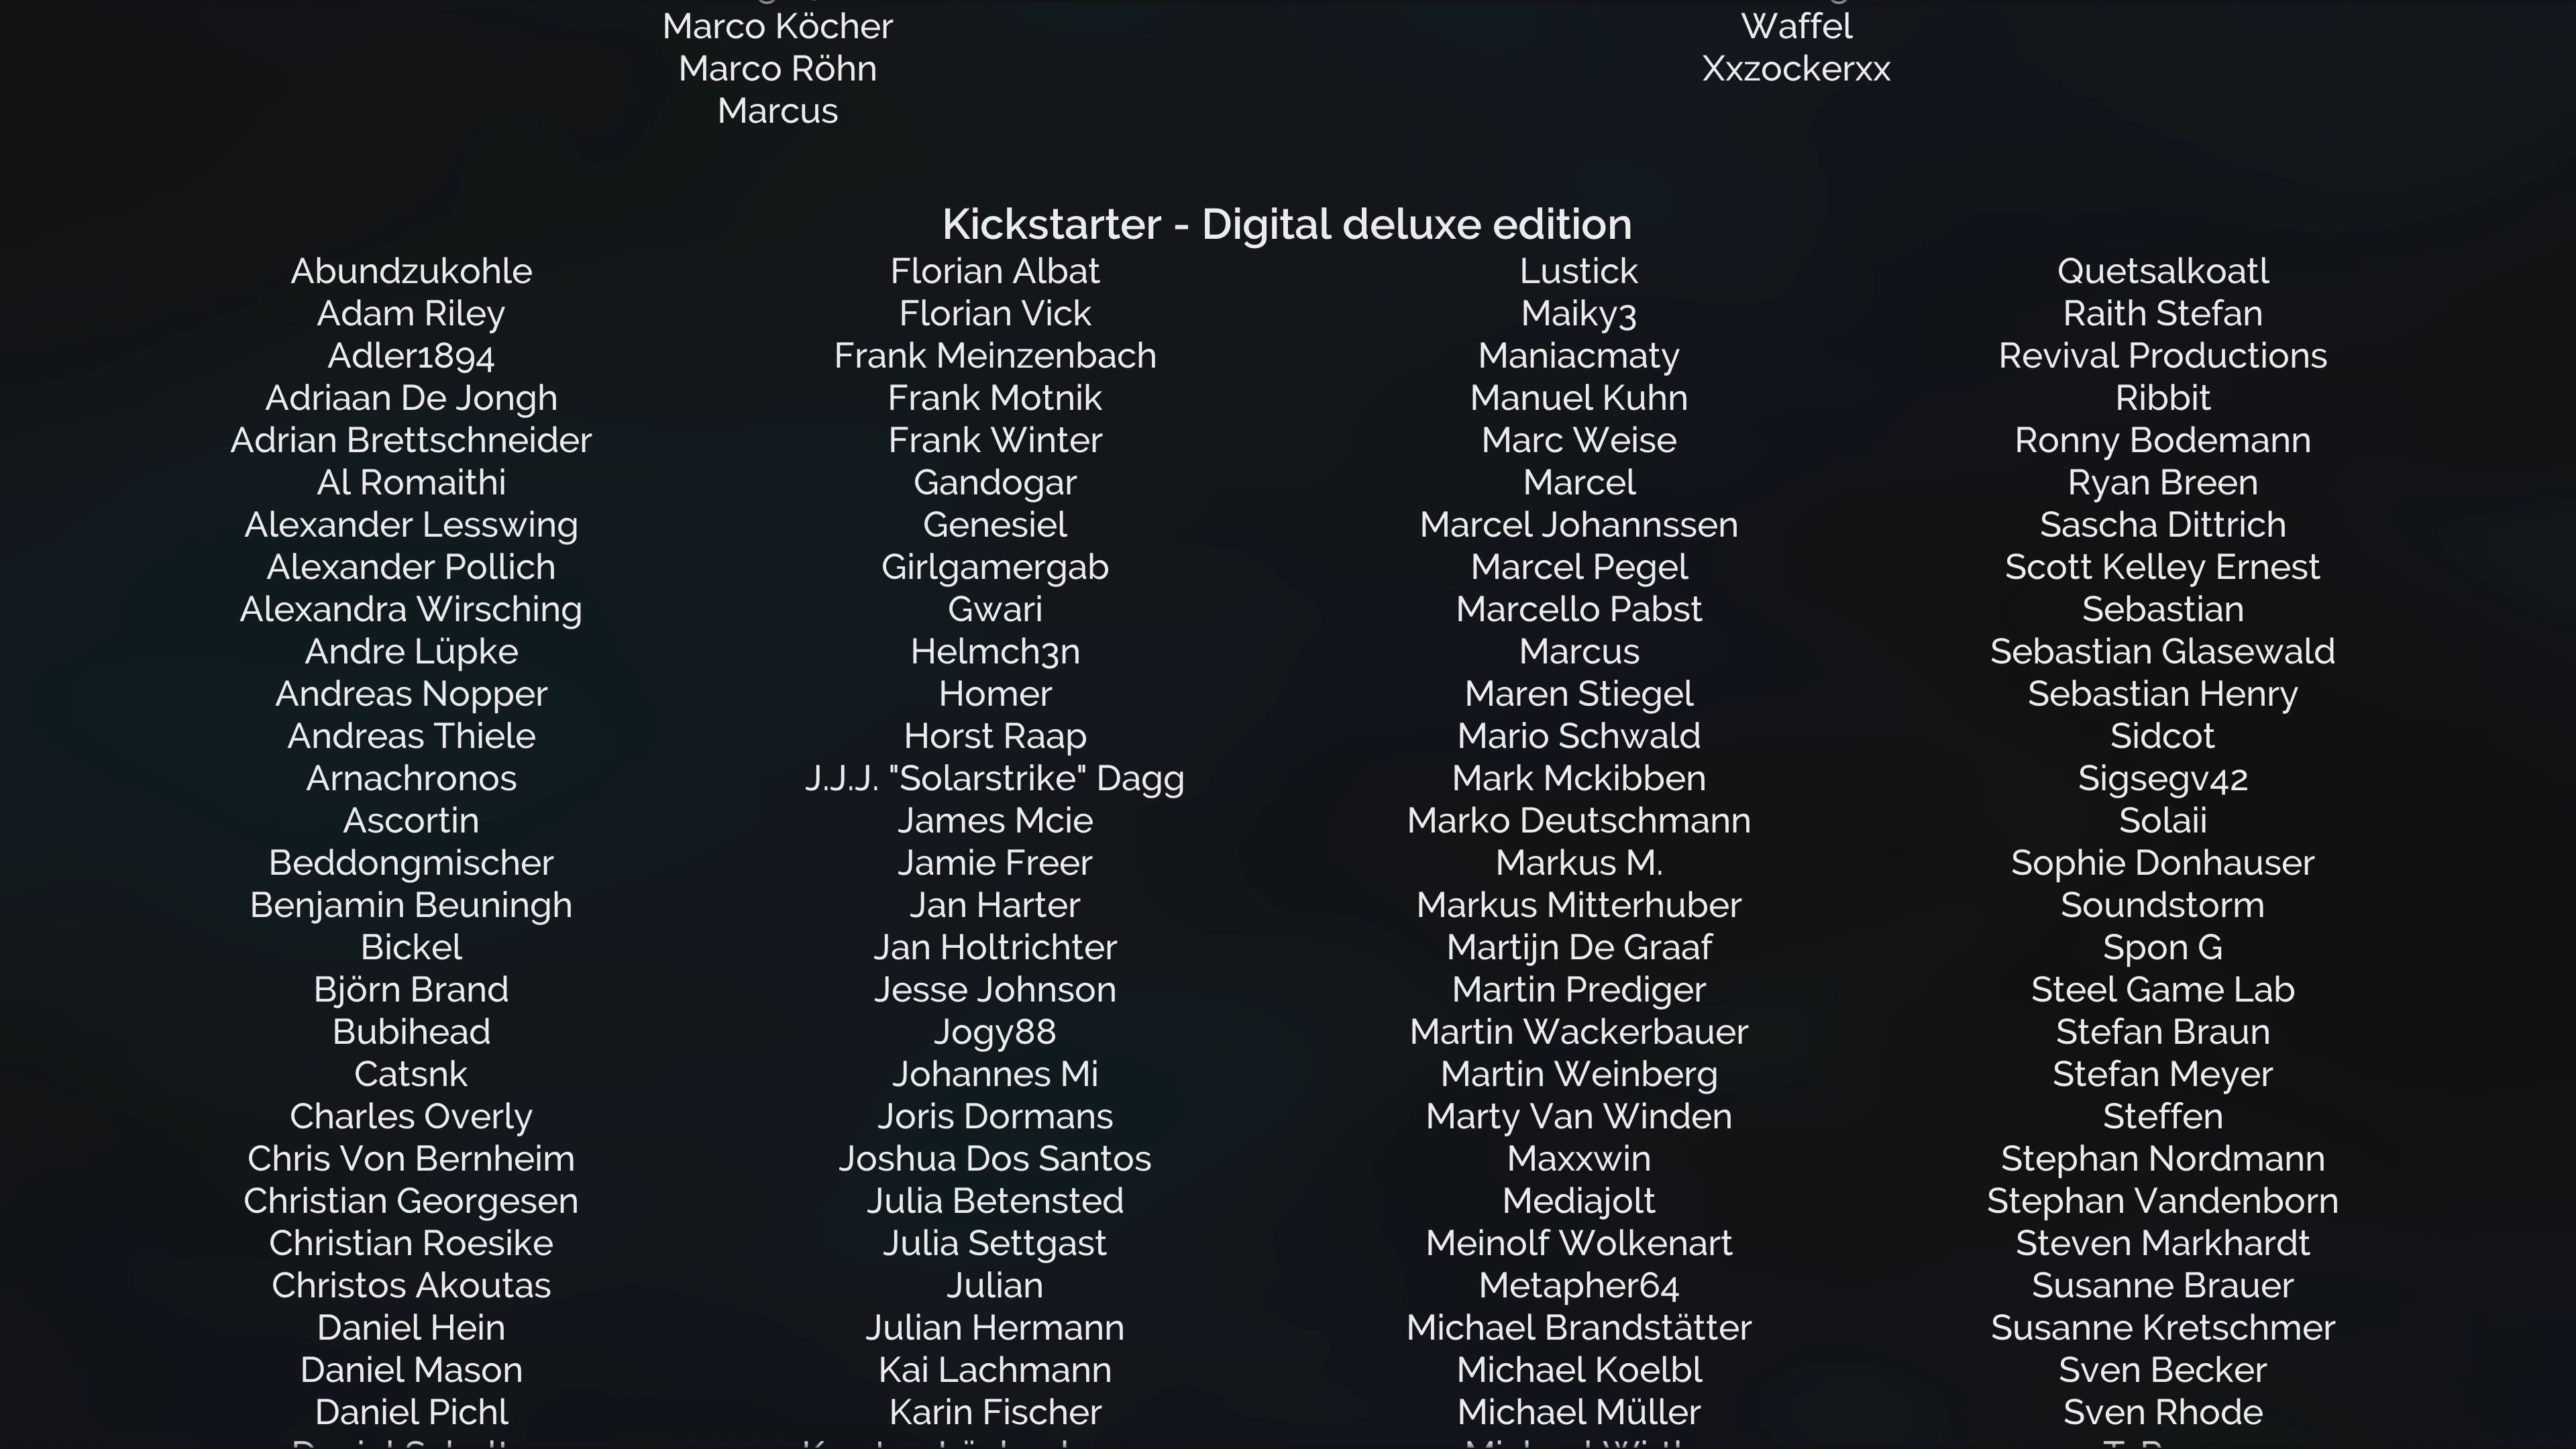 Marco Köcher
Marco Röhn
Marcus
Waffel
Xxzockerxx
Kickstarter - Digital deluxe edition
Abundzukohle
Adam Riley
Adler1894
Adriaan De Jongh
Adrian Brettschneider
Al Romaithi
Alexander Lesswing
Alexander Pollich
Alexandra Wirsching
Andre Lüpke
Andreas Nopper
Andreas Thiele
Arnachronos
Ascortin
Beddongmischer
Benjamin Beuningh
Bickel
Björn Brand
Bubihead
Catsnk
Charles Overly
Chris Von Bernheim
Christian Georgesen
Christian Roesike
Christos Akoutas
Daniel Hein
Daniel Mason
Daniel Pichl
Florian Albat
Florian Vick
Frank Meinzenbach
Frank Motnik
Frank Winter
Gandogar
Genesiel
Girlgamergab
Gwari
Helmch3n
Homer
Horst Raap
J.J.J. "Solarstrike" Dagg
James Mcie
Jamie Freer
Jan Harter
Jan Holtrichter
Jesse Johnson
Jogy88
Johannes Mi
Joris Dormans
Joshua Dos Santos
Julia Betensted
Julia Settgast
Julian
Julian Hermann
Kai Lachmann
Karin Fischer
Lustick
Maiky3
Maniacmaty
Manuel Kuhn
Marc Weise
Marcel
Marcel Johannssen
Marcel Pegel
Marcello Pabst
Marcus
Maren Stiegel
Mario Schwald
Mark Mckibben
Marko Deutschmann
Markus M.
Markus Mitterhuber
Martijn De Graaf
Martin Prediger
Martin Wackerbauer
Martin Weinberg
Marty Van Winden
Maxxwin
Mediajolt
Meinolf Wolkenart
Metapher64
Michael Brandstätter
Michael Koelbl
Michael Müller
Quetsalkoatl
Raith Stefan
Revival Productions
Ribbit
Ronny Bodemann
Ryan Breen
Sascha Dittrich
Scott Kelley Ernest
Sebastian
Sebastian Glasewald
Sebastian Henry
Sidcot
Sigsegv42
Solaii
Sophie Donhauser
Soundstorm
Spon G
Steel Game Lab
Stefan Braun
Stefan Meyer
Steffen
Stephan Nordmann
Stephan Vandenborn
Steven Markhardt
Susanne Brauer
Susanne Kretschmer
Sven Becker
Sven Rhode